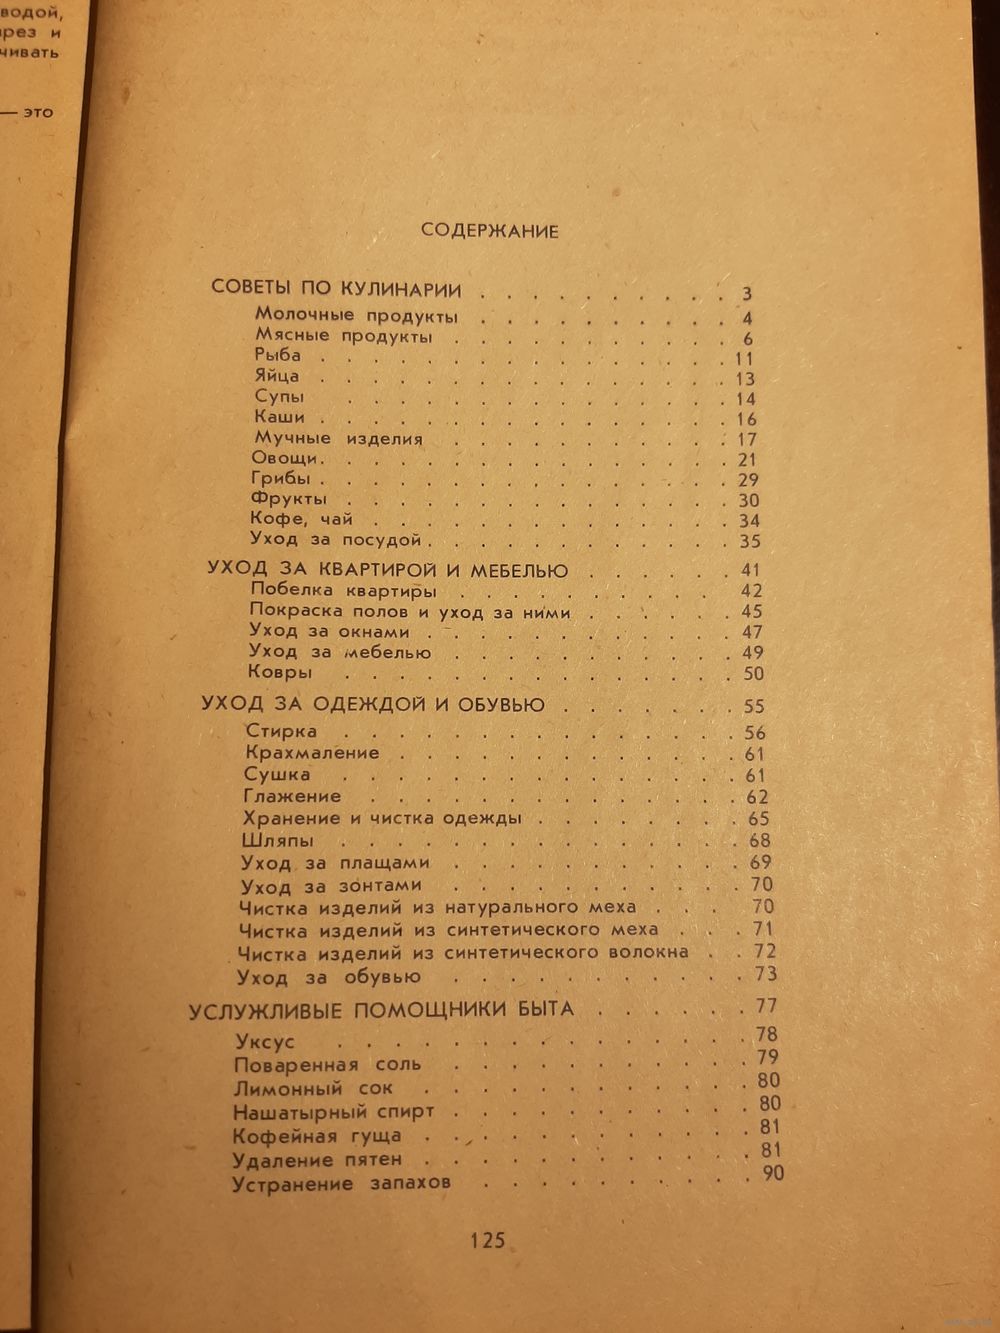 водой,
рез и
чивать
— это
СОДЕРЖАНИЕ
СОВЕТЫ ПО КУЛИНАРИИ . . . . . . . . . . 3
Молочные продукты . . . . . . . . . . 4
Мясные продукты . . . . . . . . . . . 6
Рыба . . . . . . . . . . . . . . . . 11
Яйца . . . . . . . . . . . . . . . . 13
Супы . . . . . . . . . . . . . . . 14
Каши . . . . . . . . . . . . . . . . 16
Мучные изделия . . . . . . . . . . . 17
Овощи . . . . . . . . . . . . . . . . 21
Грибы . . . . . . . . . . . . . . . . 29
Фрукты . . . . . . . . . . . . . . . 30
Кофе, чай . . . . . . . . . . . . . . 34
Уход за посудой . . . . . . . . . . . . 35
УХОД ЗА КВАРТИРОЙ И МЕБЕЛЬЮ . . . . . . 41
Побелка квартиры . . . . . . . . . . 42
Покраска полов и уход за ними . . . . . . 45
Уход за окнами . . . . . . . . . . . . 47
Уход за мебелью . . . . . . . . . . . 49
Ковры . . . . . . . . . . . . . . . 50
УХОД ЗА ОДЕЖДОЙ И ОБУВЬЮ . . . . . . . 55
Стирка . . . . . . . . . . . . . . . 56
Крахмаление . . . . . . . . . . . . . 61
Сушка . . . . . . . . . . . . . . . 61
Глажение . . . . . . . . . . . . . . 62
Хранение и чистка одежды . . . . . . . . 65
Шляпы . . . . . . . . . . . . . . . 68
Уход за плащами . . . . . . . . . . . 69
Уход за зонтами . . . . . . . . . . . 70
Чистка изделий из натурального меха . . . 70
Чистка изделий из синтетического меха . . . 71
Чистка изделий из синтетического волокна . . 72
Уход за обувью . . . . . . . . . . . 73
УСЛУЖЛИВЫЕ ПОМОЩНИКИ БЫТА . . . . . . 77
Уксус . . . . . . . . . . . . . . . 78
Поваренная соль . . . . . . . . . . . 79
Лимонный сок . . . . . . . . . . . . 80
Нашатырный спирт . . . . . . . . . . . 80
Кофейная гуща . . . . . . . . . . . . 81
Удаление пятен . . . . . . . . . . . . 81
Устранение запахов . . . . . . . . . . 90
125